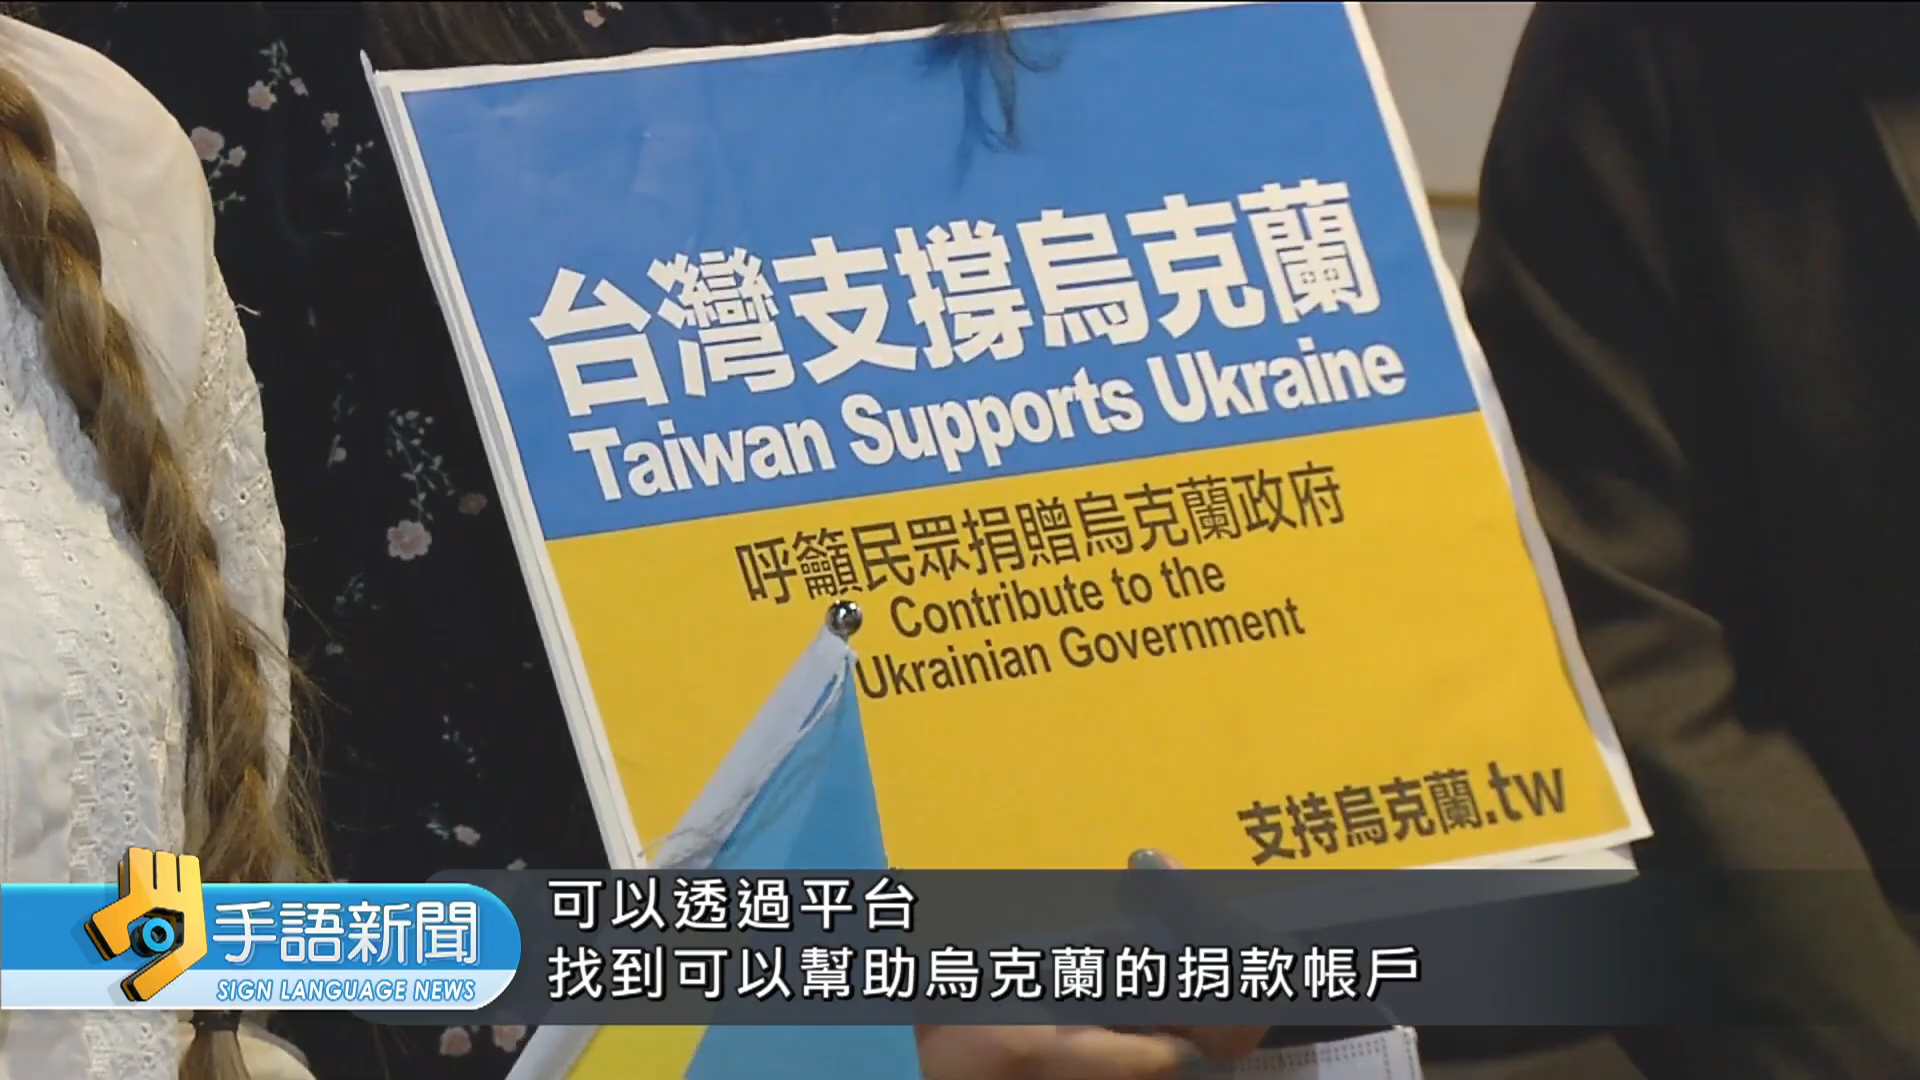 台灣支撐烏克蘭
Taiwan Supports Ukraine
呼籲民眾捐贈烏克蘭政府
Contribute to the
Ukrainian Government
支持烏克蘭.tw
手語新聞
SIGN LANGUAGE NEWS
可以透過平台
找到可以幫助烏克蘭的捐款帳戶